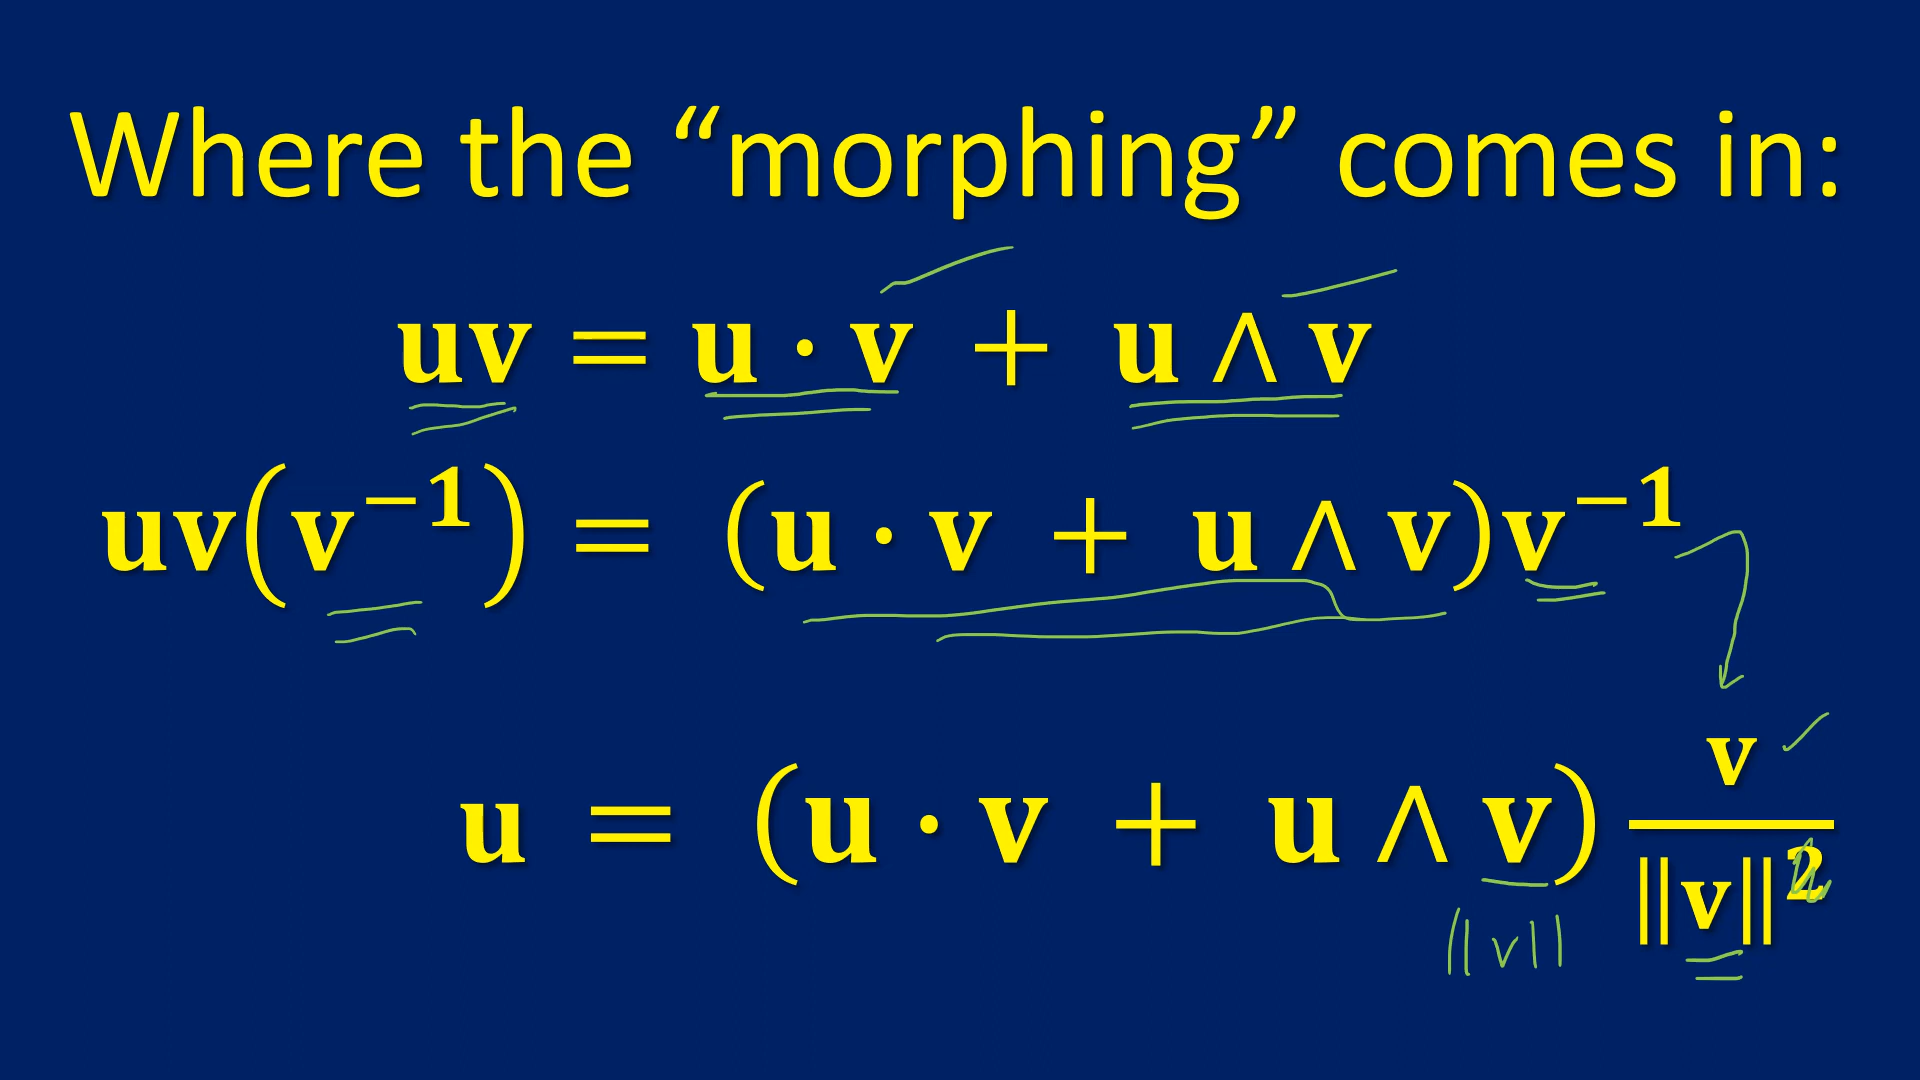 Where the “morphing” comes in:
𝐮𝐯 = 𝐮 · 𝐯 + 𝐮 ∧ 𝐯
𝐮𝐯(𝐯⁻¹) = (𝐮 · 𝐯 + 𝐮 ∧ 𝐯)𝐯⁻¹
𝐮 = (𝐮 · 𝐯 + 𝐮 ∧ 𝐯) 𝐯/‖𝐯‖²
||v||